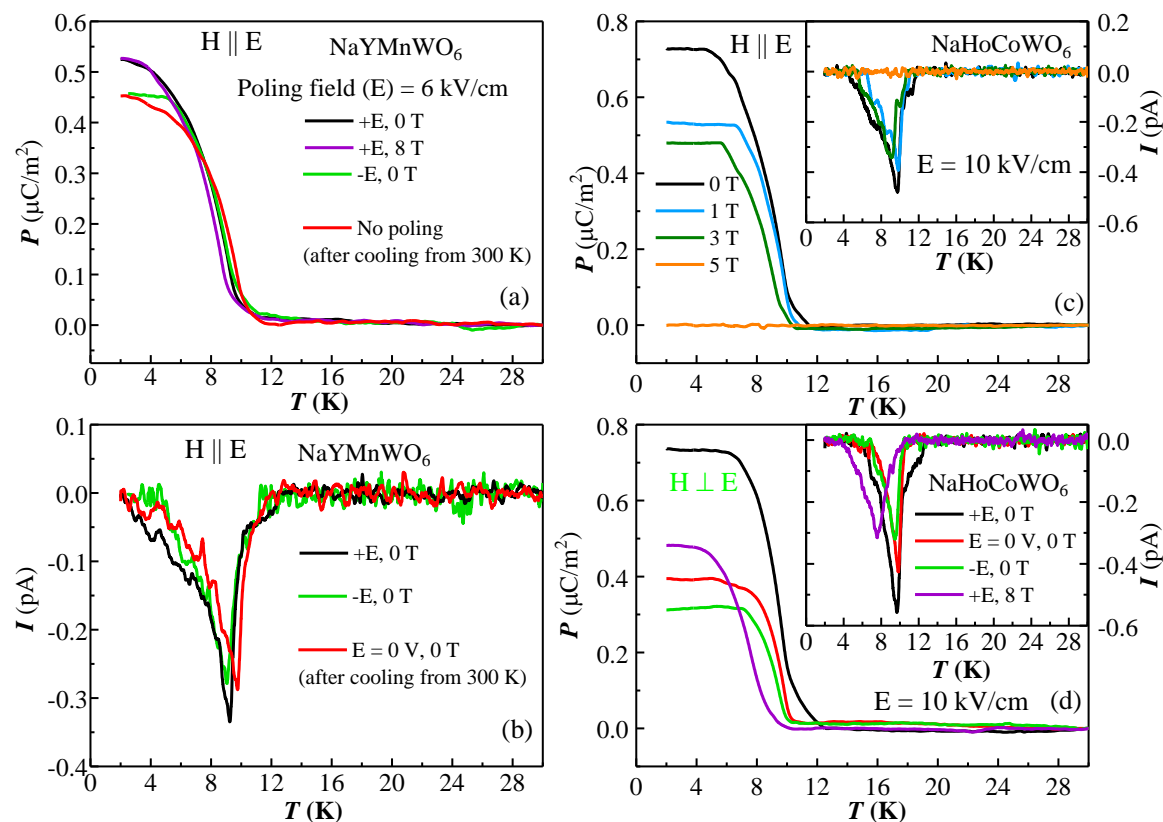 H || E
NaYMnWO6
Poling field (E) = 6 kV/cm
+E, 0 T
+E, 8 T
-E, 0 T
No poling
(after cooling from 300 K)
(a)
0.6
0.5
0.4
0.3
0.2
0.1
0.0
P (μC/m²)
0 4 8 12 16 20 24 28
T (K)
H || E
NaYMnWO6
+E, 0 T
-E, 0 T
E = 0 V, 0 T
(after cooling from 300 K)
(b)
0.1
0.0
-0.1
-0.2
-0.3
-0.4
I (pA)
0 4 8 12 16 20 24 28
T (K)
H || E
0 T
1 T
3 T
5 T
(c)
0.8
0.6
0.4
0.2
0.0
P (μC/m²)
0 4 8 12 16 20 24 28
T (K)
NaHoCoWO6
E = 10 kV/cm
0.2
0.0
-0.2
-0.4
-0.6
I (pA)
0 4 8 12 16 20 24 28
T (K)
H ⊥ E
E = 10 kV/cm
(d)
0.8
0.6
0.4
0.2
0.0
P (μC/m²)
0 4 8 12 16 20 24 28
T (K)
NaHoCoWO6
+E, 0 T
E = 0 V, 0 T
-E, 0 T
+E, 8 T
0.0
-0.2
-0.4
-0.6
I (pA)
0 4 8 12 16 20 24 28
T (K)